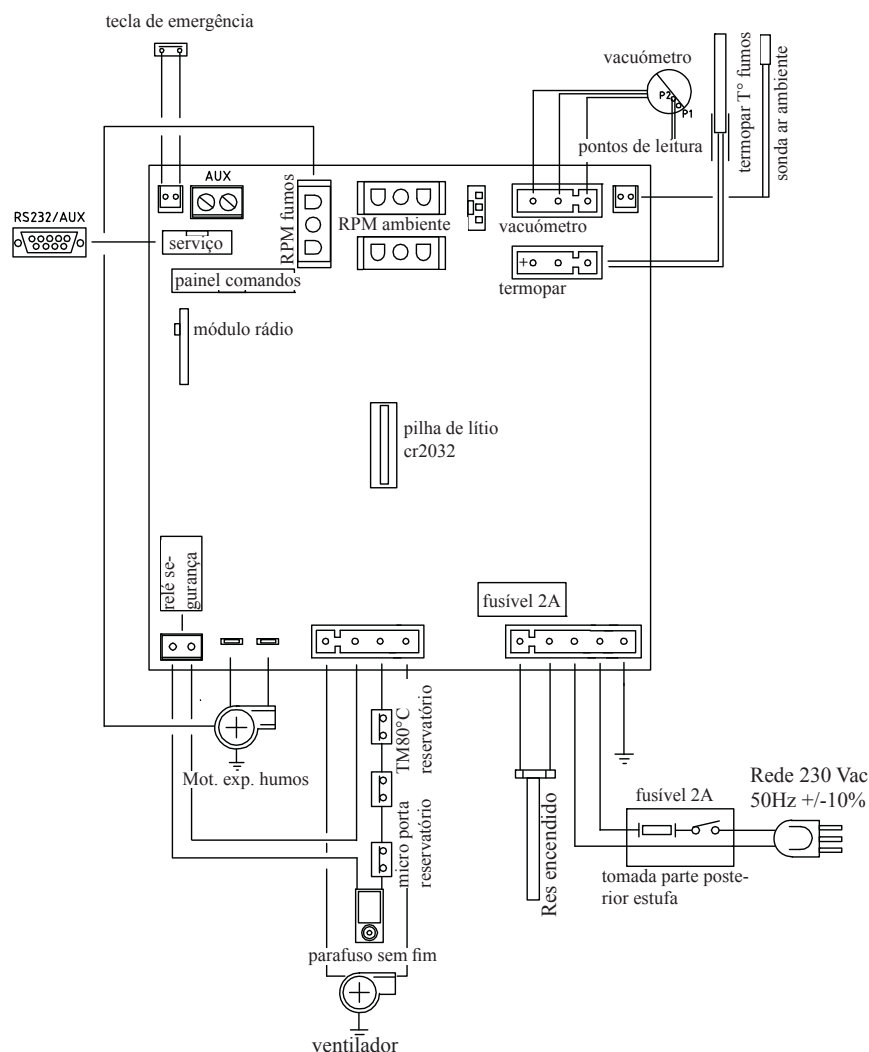 tecla de emergência
vacuómetro
P2
P1
pontos de leitura
termopar T° fumos
sonda ar ambiente
AUX
RS232/AUX
serviço
RPM fumos
RPM ambiente
vacuómetro
painel comandos
+
termopar
módulo rádio
pilha de lítio
cr2032
relé se-
gurança
fusível 2A
TM80°C
reservatório
Mot. exp. humos
micro porta
reservatório
Res encendido
fusível 2A
Rede 230 Vac
50Hz +/-10%
tomada parte poste-
rior estufa
parafuso sem fim
ventilador